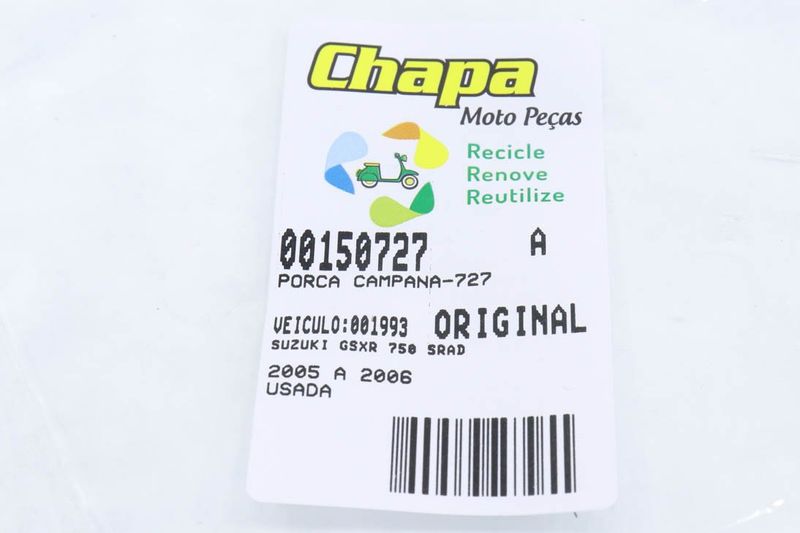 Chapa
Moto Peças
Recicle
Renove
Reutilize
00150727 A
PORCA CAMPANA-727
VEICULO:001993 ORIGINAL
SUZUKI GSXR 750 SRAD
2005 A 2006
USADA